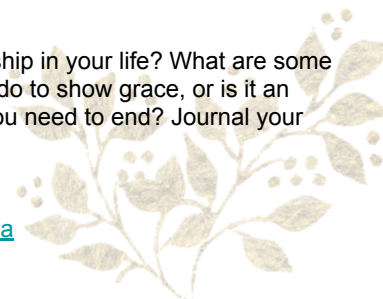 ship in your life? What are some
do to show grace, or is it an
ou need to end? Journal your
a